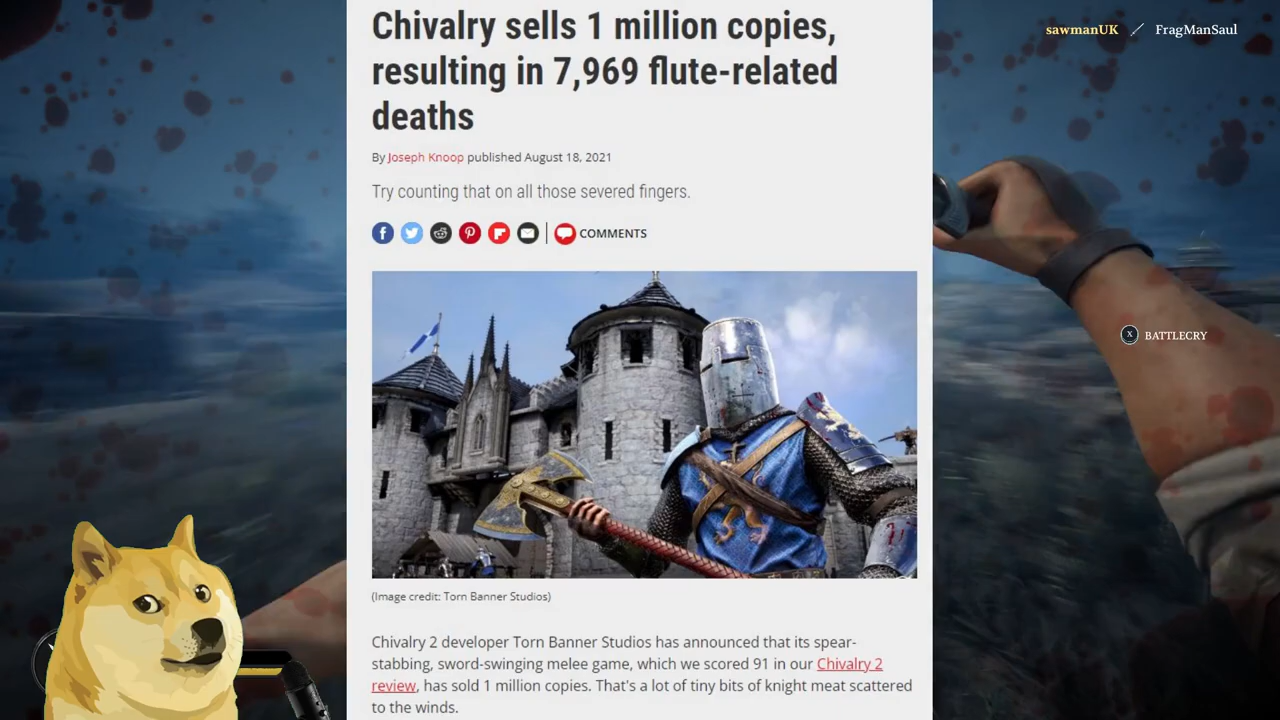 Chivalry sells 1 million copies,
resulting in 7,969 flute-related
deaths
By Joseph Knoop published August 18, 2021
Try counting that on all those severed fingers.
COMMENTS
(Image credit: Torn Banner Studios)
Chivalry 2 developer Torn Banner Studios has announced that its spear-
stabbing, sword-swinging melee game, which we scored 91 in our Chivalry 2
review, has sold 1 million copies. That's a lot of tiny bits of knight meat scattered
to the winds.
sawmanUK FragManSaul
X BATTLECRY